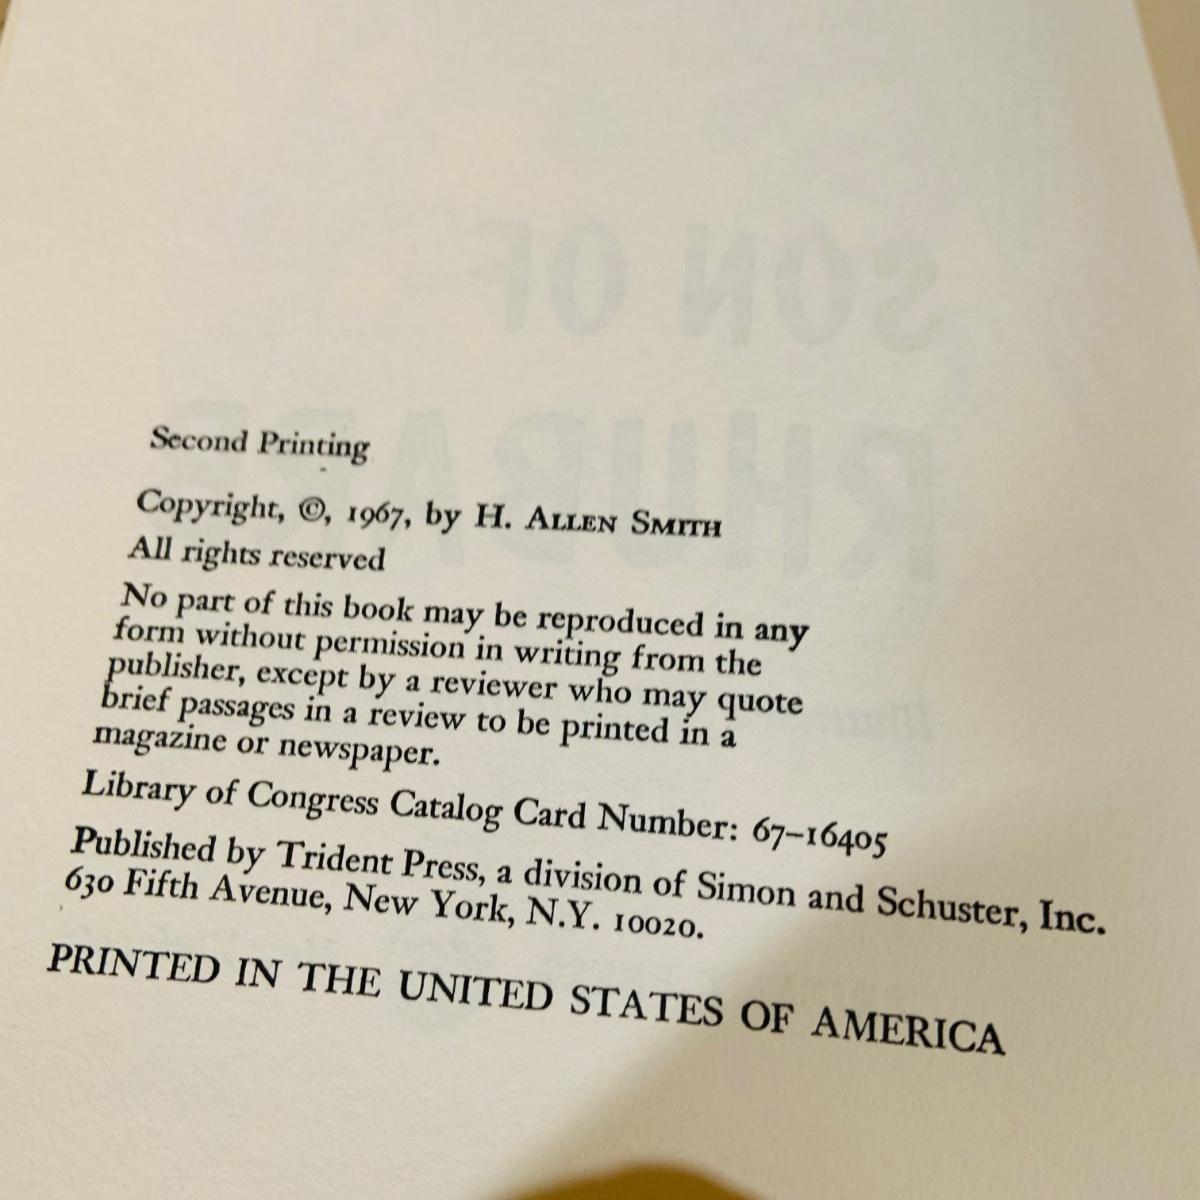 SON OF
RHUBARB
Second Printing
Copyright, ©, 1967, by H. ALLEN SMITH
All rights reserved
No part of this book may be reproduced in any
form without permission in writing from the
publisher, except by a reviewer who may quote
brief passages in a review to be printed in a
magazine or newspaper.
Library of Congress Catalog Card Number: 67–16405
Published by Trident Press, a division of Simon and Schuster, Inc.
630 Fifth Avenue, New York, N.Y. 10020.
PRINTED IN THE UNITED STATES OF AMERICA